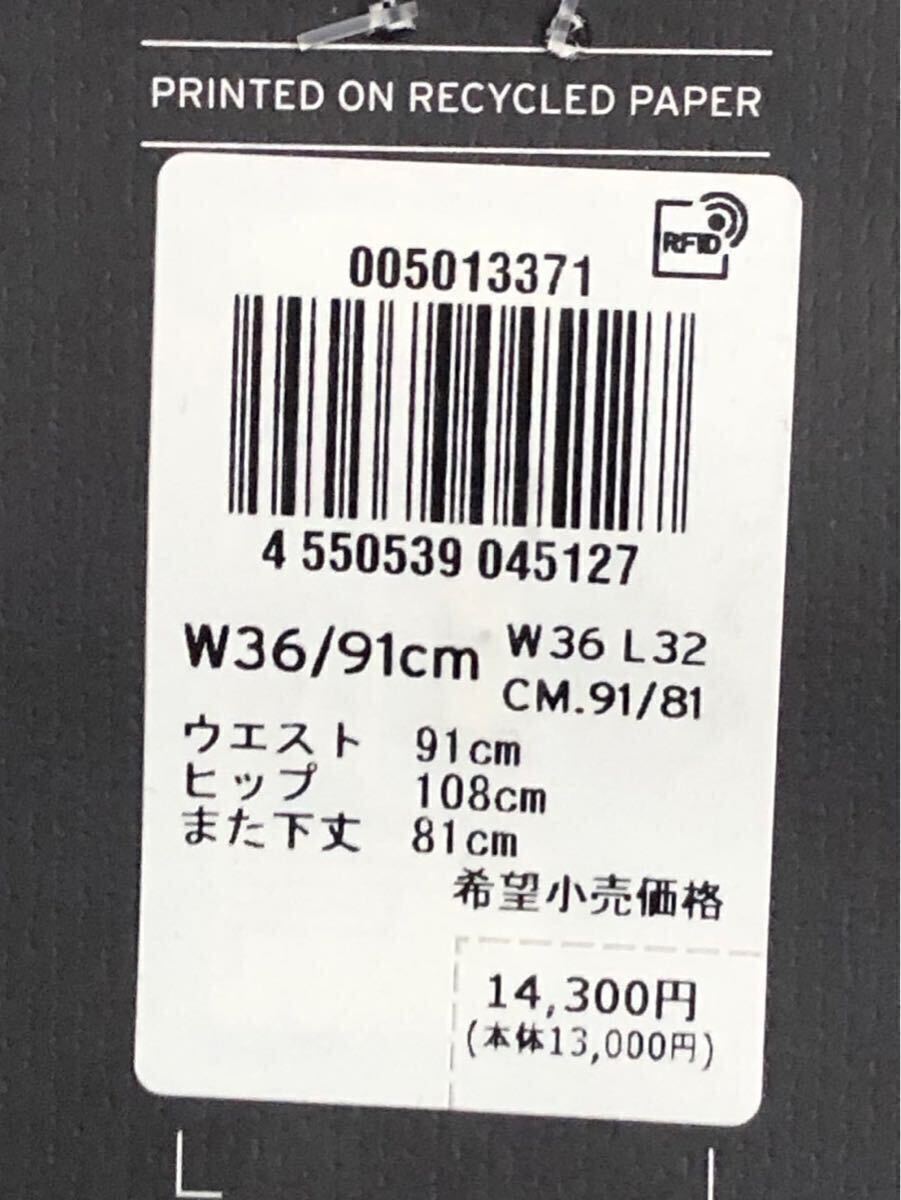 PRINTED ON RECYCLED PAPER
RFID
005013371
4 550539 045127
W36/91cm
W36 L32
CM.91/81
ウエスト 91cm
ヒップ 108cm
また下丈 81cm
希望小売価格
14,300円
(本体13,000円)